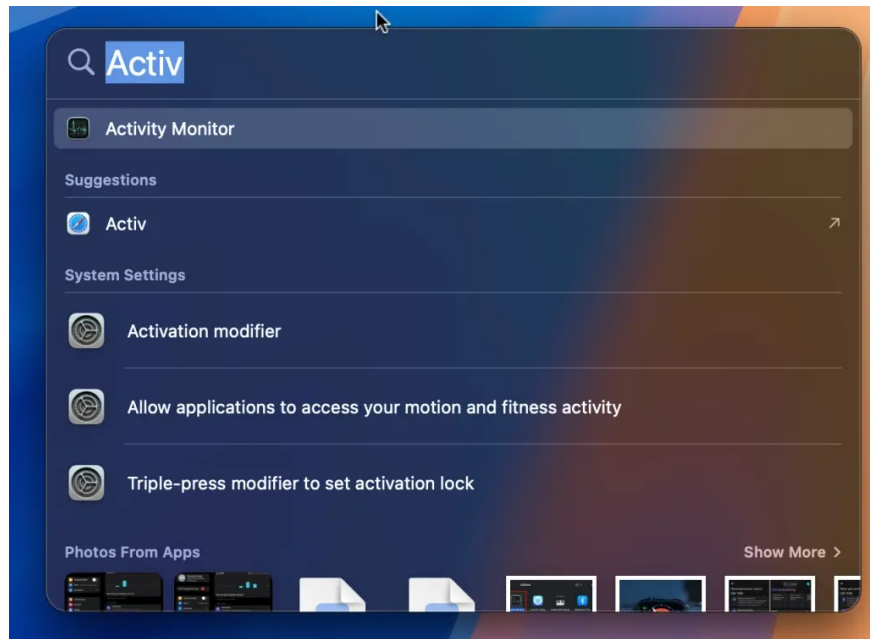 Activ
Activity Monitor
Suggestions
Activ
System Settings
Activation modifier
Allow applications to access your motion and fitness activity
Triple-press modifier to set activation lock
Photos From Apps
Show More >